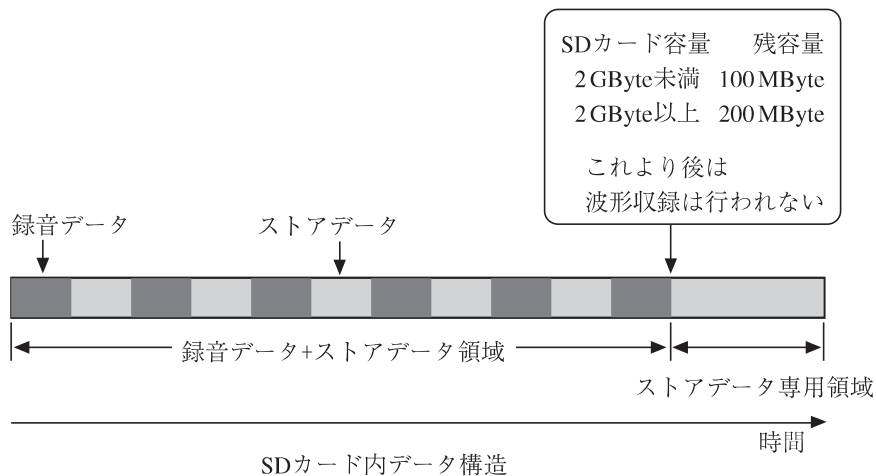 SDカード容量 残容量
2GByte未満 100MByte
2GByte以上 200MByte
これより後は
波形収録は行われない
録音データ
ストアデータ
録音データ+ストアデータ領域
ストアデータ専用領域
時間
SDカード内データ構造